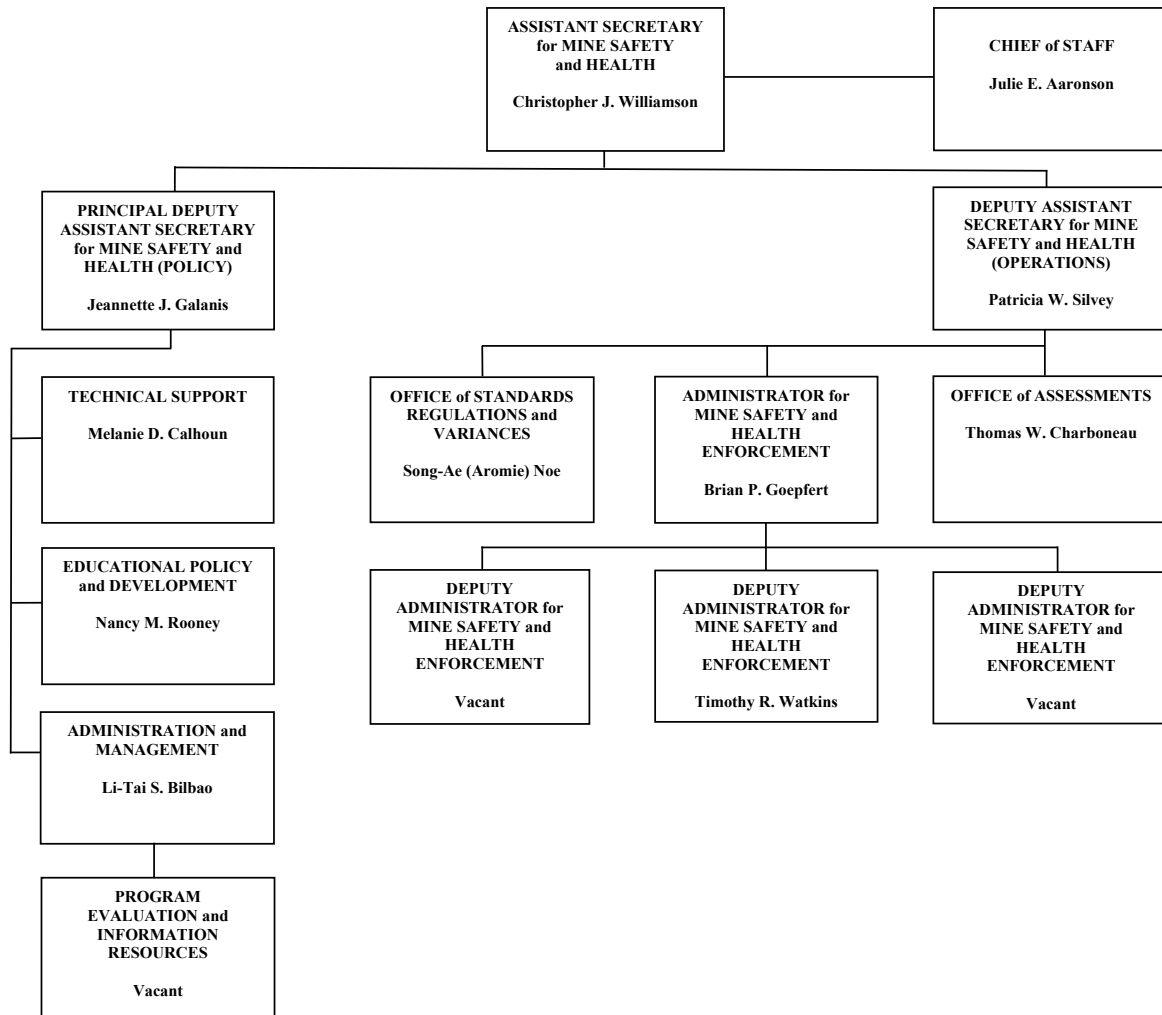 ASSISTANT SECRETARY
for MINE SAFETY
and HEALTH
Christopher J. Williamson
CHIEF of STAFF
Julie E. Aaronson
PRINCIPAL DEPUTY
ASSISTANT SECRETARY
for MINE SAFETY and
HEALTH (POLICY)
Jeannette J. Galanis
DEPUTY ASSISTANT
SECRETARY for MINE
SAFETY and HEALTH
(OPERATIONS)
Patricia W. Silvey
TECHNICAL SUPPORT
Melanie D. Calhoun
OFFICE of STANDARDS
REGULATIONS and
VARIANCES
Song-Ae (Aromie) Noe
ADMINISTRATOR for
MINE SAFETY and
HEALTH
ENFORCEMENT
Brian P. Goepfert
OFFICE of ASSESSMENTS
Thomas W. Charboneau
EDUCATIONAL POLICY
and DEVELOPMENT
Nancy M. Rooney
DEPUTY
ADMINISTRATOR for
MINE SAFETY and
HEALTH
ENFORCEMENT
Vacant
DEPUTY
ADMINISTRATOR for
MINE SAFETY and
HEALTH
ENFORCEMENT
Timothy R. Watkins
DEPUTY
ADMINISTRATOR for
MINE SAFETY and
HEALTH
ENFORCEMENT
Vacant
ADMINISTRATION and
MANAGEMENT
Li-Tai S. Bilbao
PROGRAM
EVALUATION and
INFORMATION
RESOURCES
Vacant